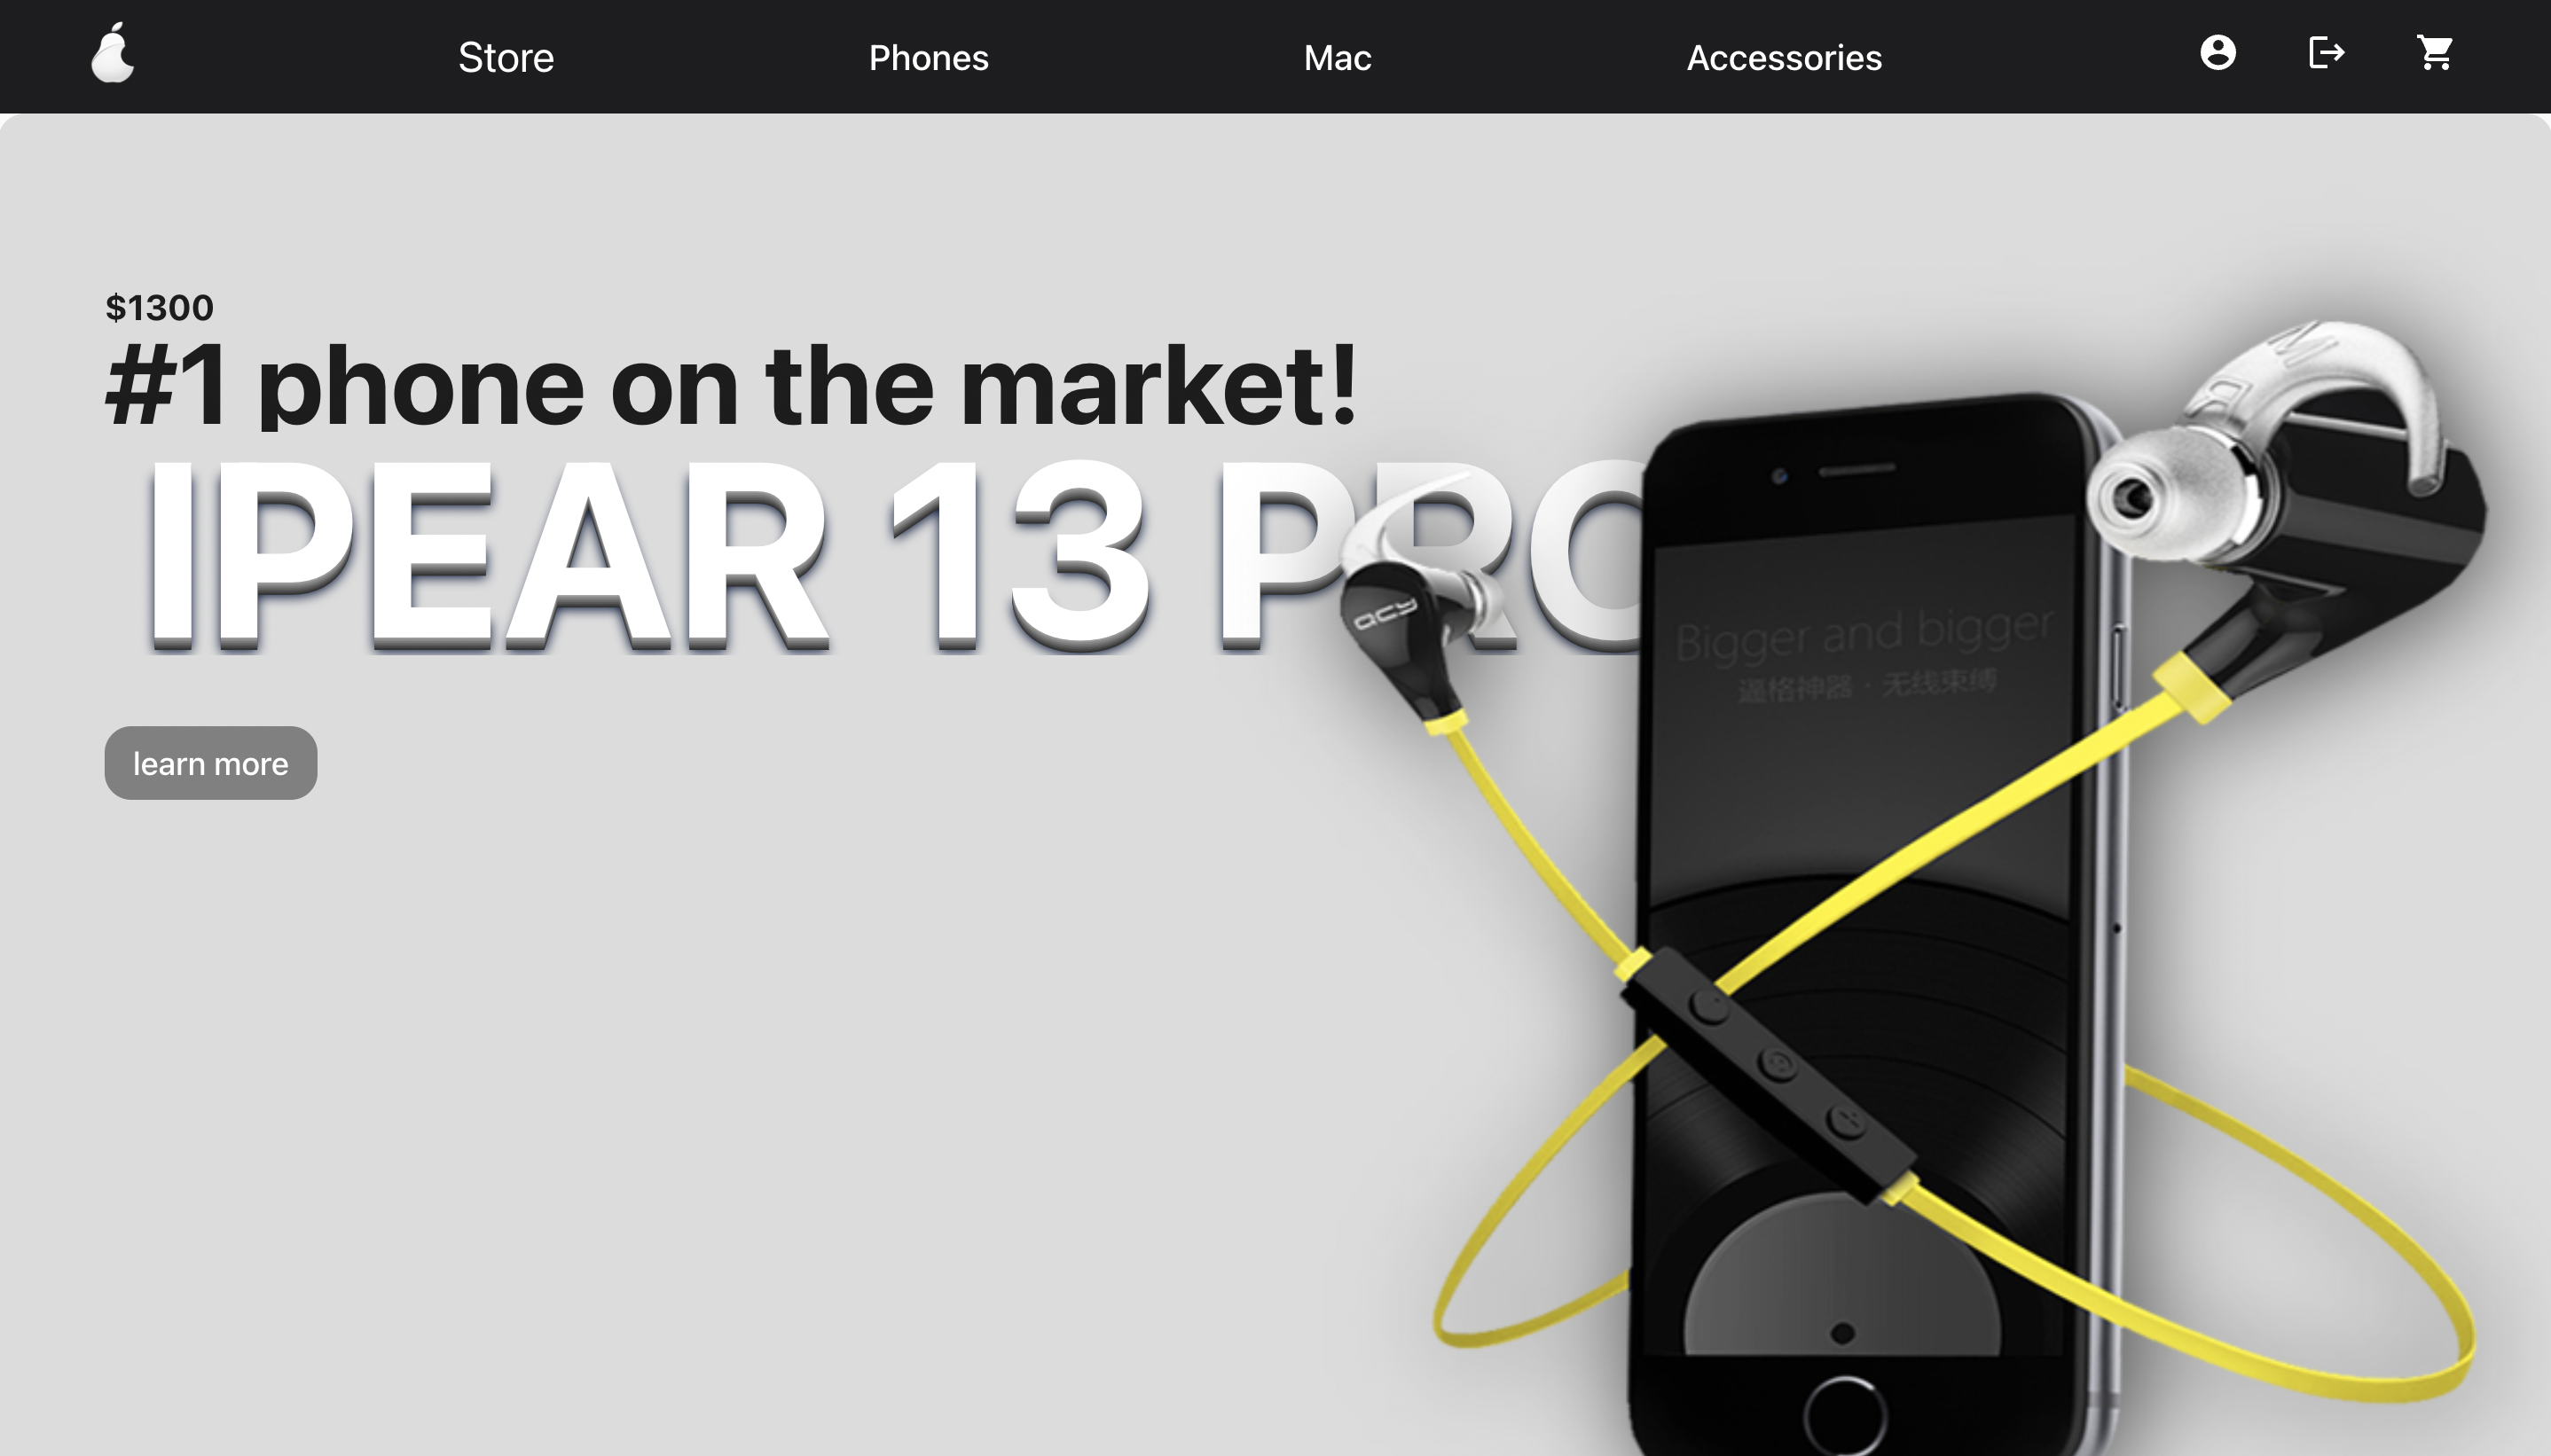 Store
Phones
Mac
Accessories
$1300
#1 phone on the market!
IPEAR 13 PRO
learn more
QCY
Bigger and bigger
逼格神器 · 无线束缚